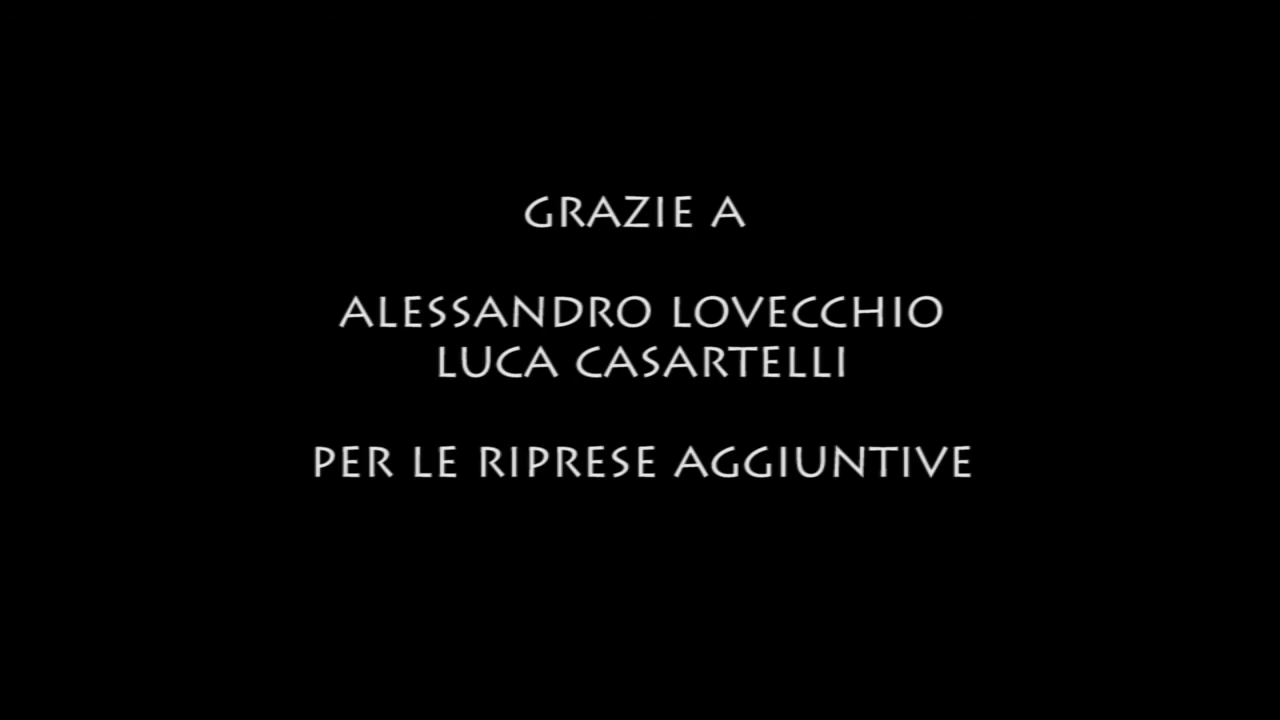 GRAZIE A
ALESSANDRO LOVECCHIO
LUCA CASARTELLI
PER LE RIPRESE AGGIUNTIVE